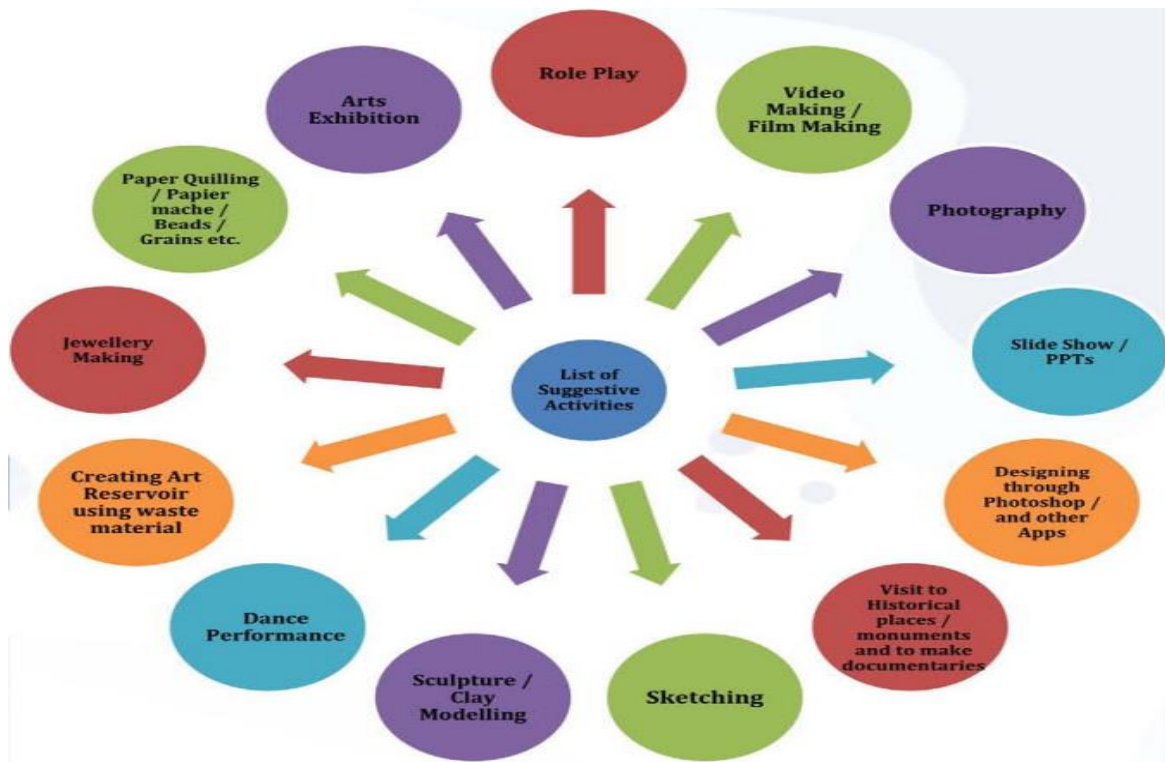 Role Play
Video
Making /
Film Making
Photography
Slide Show /
PPTs
Designing
through
Photoshop /
and other
Apps
Visit to
Historical
places /
monuments
and to make
documentaries
Sketching
Sculpture /
Clay
Modelling
Dance
Performance
Creating Art
Reservoir
using waste
material
Jewellery
Making
Paper Quilling
/ Papier
mache /
Beads /
Grains etc.
Arts
Exhibition
List of
Suggestive
Activities